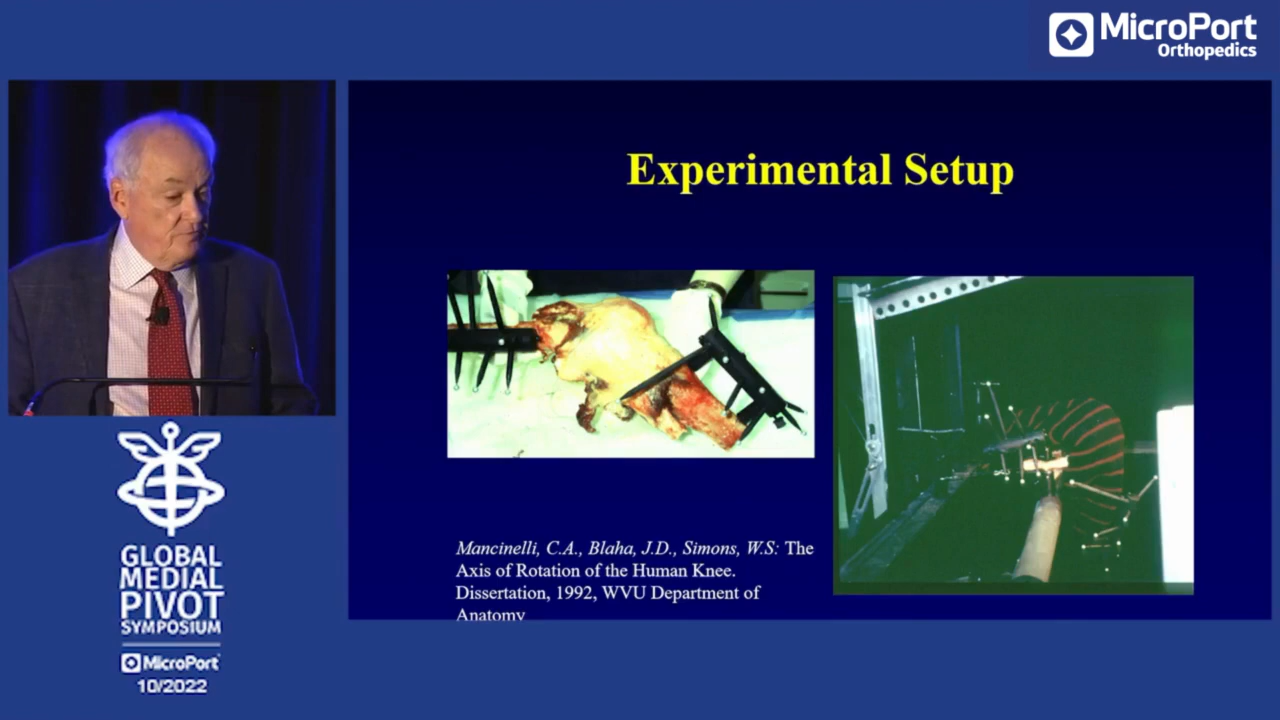 MicroPort
Orthopedics
Experimental Setup
Mancinelli, C.A., Blaha, J.D., Simons, W.S: The
Axis of Rotation of the Human Knee.
Dissertation, 1992, WVU Department of
Anatomy
GLOBAL
MEDIAL
PIVOT
SYMPOSIUM
MicroPort
10/2022